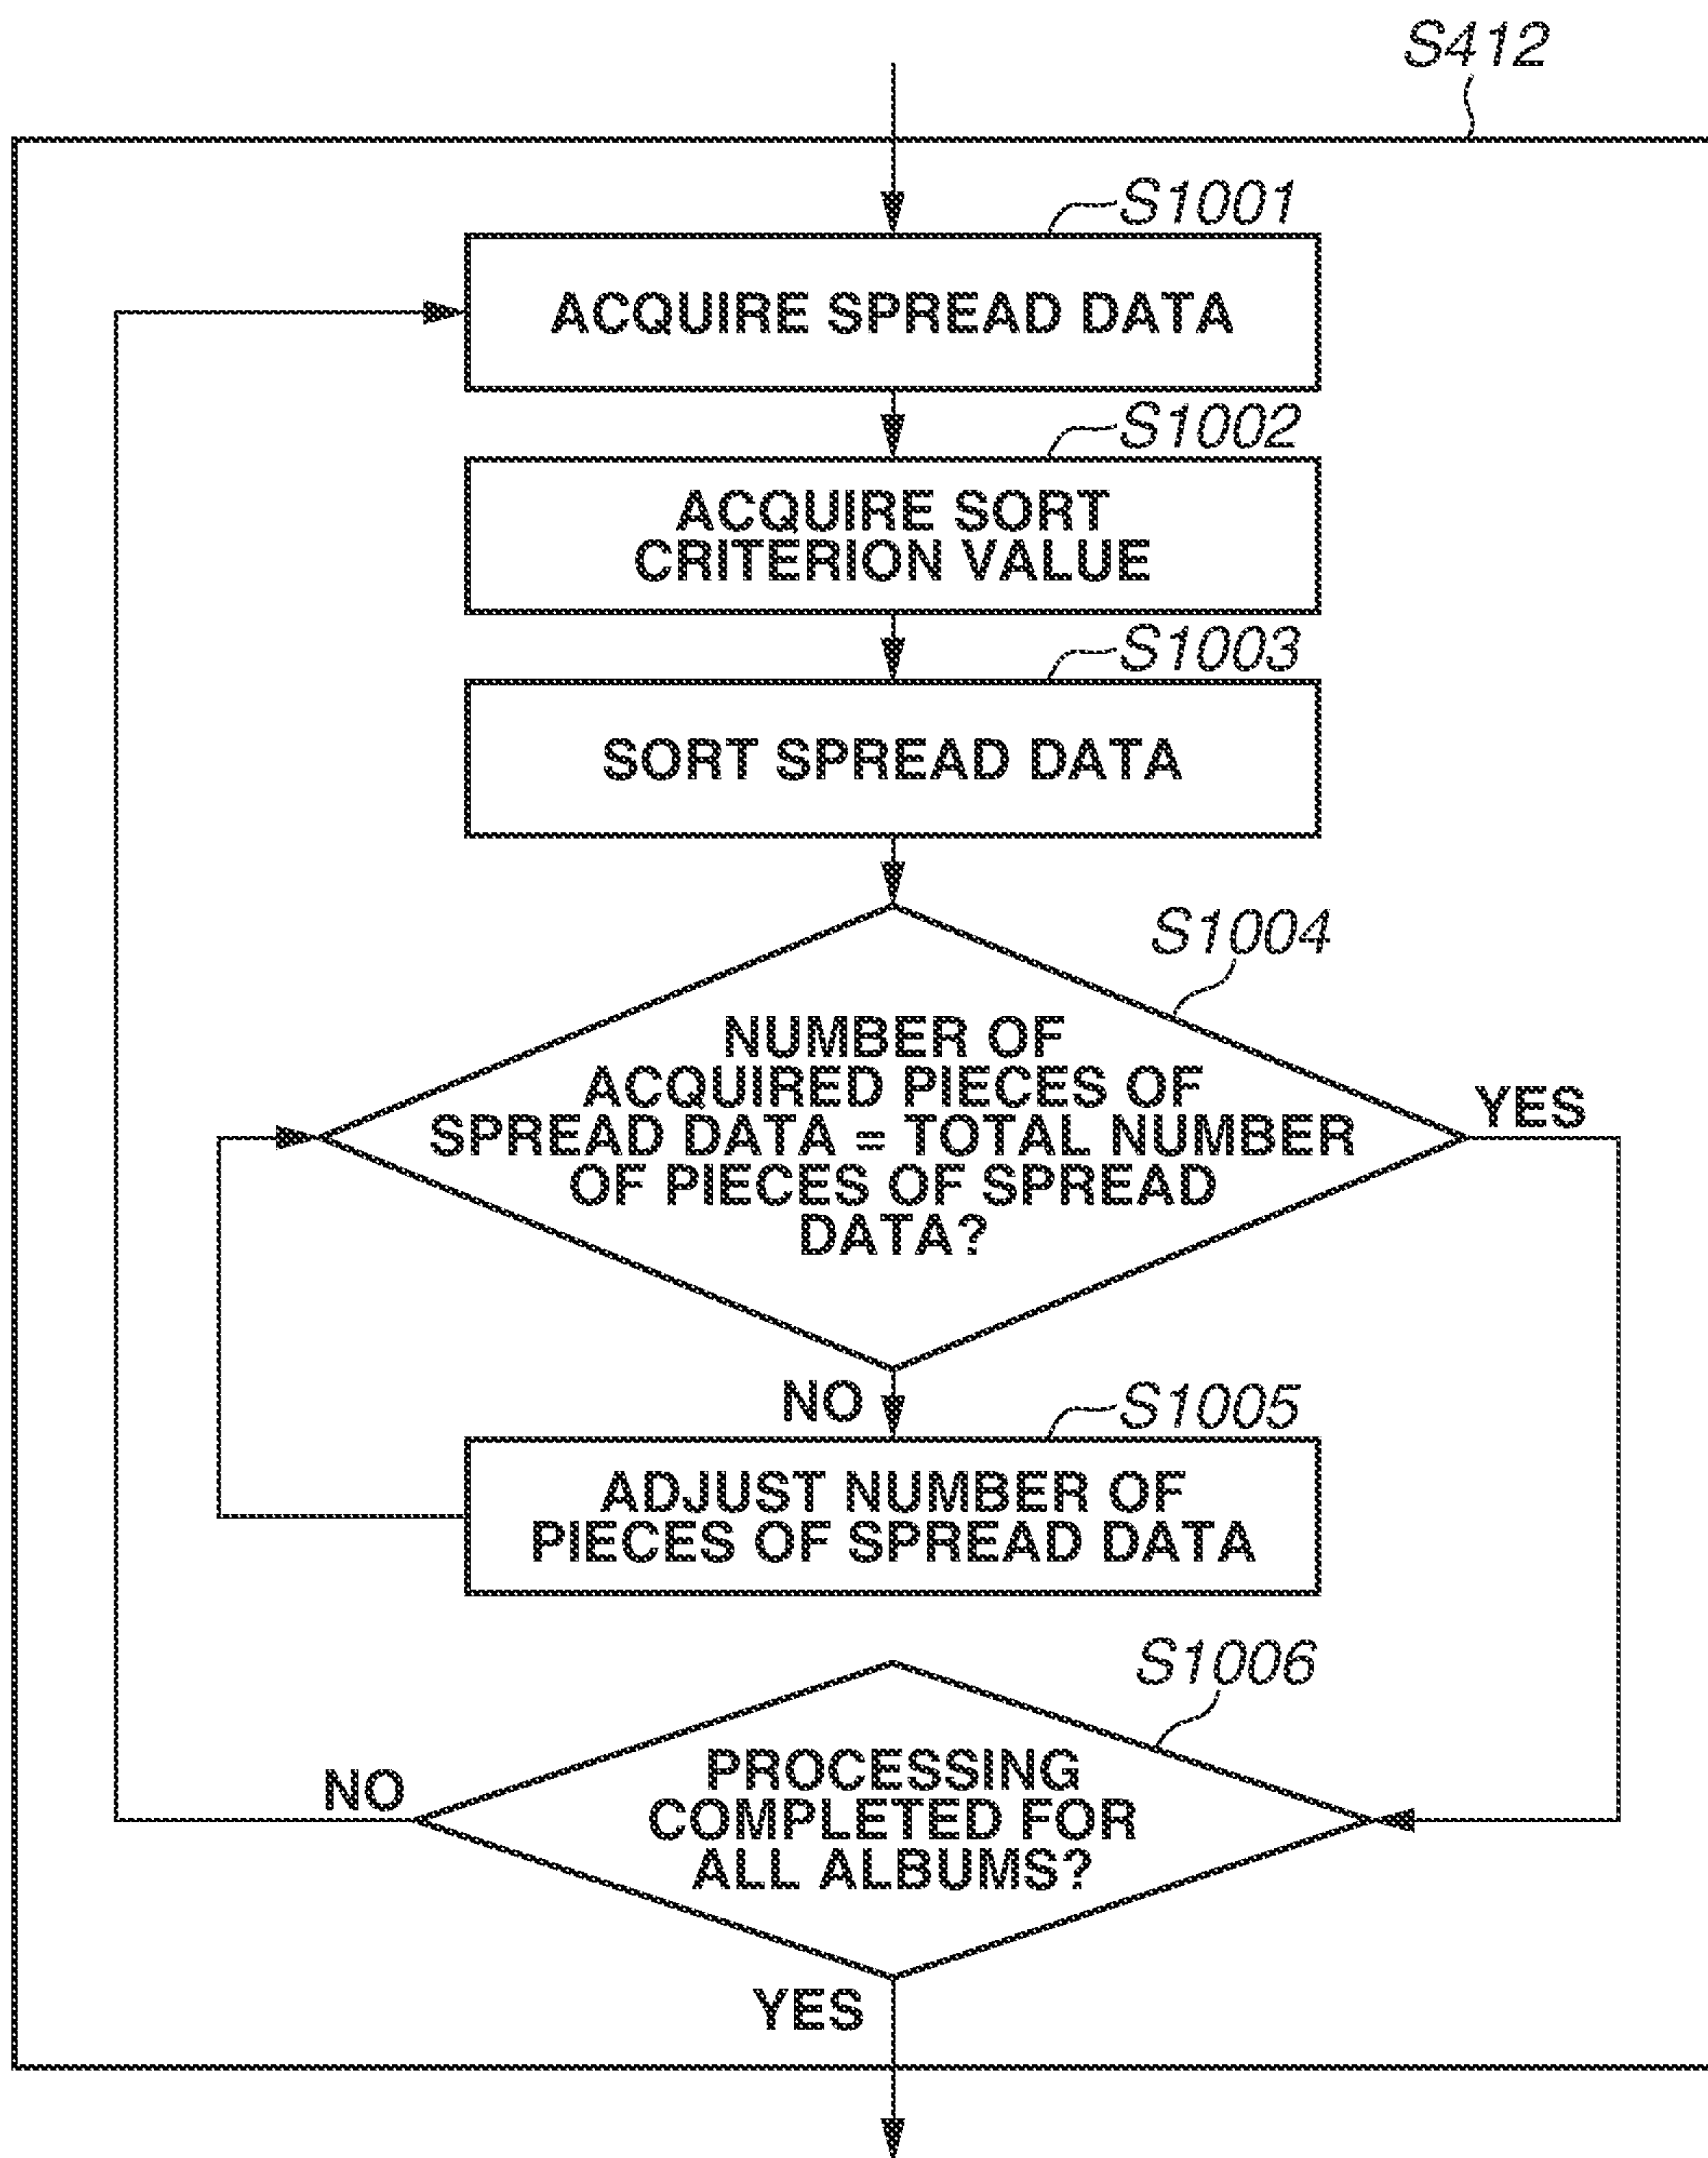 S412
S1001
ACQUIRE SPREAD DATA
S1002
ACQUIRE SORT
CRITERION VALUE
S1003
SORT SPREAD DATA
S1004
NUMBER OF
ACQUIRED PIECES OF
SPREAD DATA = TOTAL NUMBER
OF PIECES OF SPREAD
DATA?
YES
NO
S1005
ADJUST NUMBER OF
PIECES OF SPREAD DATA
S1006
PROCESSING
COMPLETED FOR
ALL ALBUMS?
NO
YES